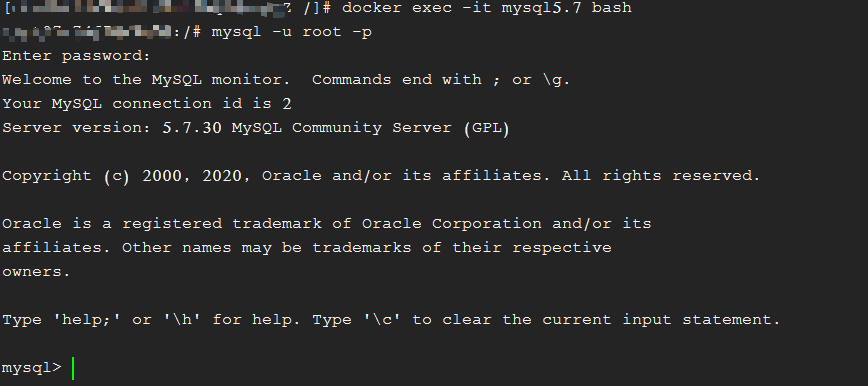 [ /]# docker exec -it mysql5.7 bash
:/# mysql -u root -p
Enter password:
Welcome to the MySQL monitor.  Commands end with ; or \g.
Your MySQL connection id is 2
Server version: 5.7.30 MySQL Community Server (GPL)
Copyright (c) 2000, 2020, Oracle and/or its affiliates. All rights reserved.
Oracle is a registered trademark of Oracle Corporation and/or its
affiliates. Other names may be trademarks of their respective
owners.
Type 'help;' or '\h' for help. Type '\c' to clear the current input statement.
mysql>